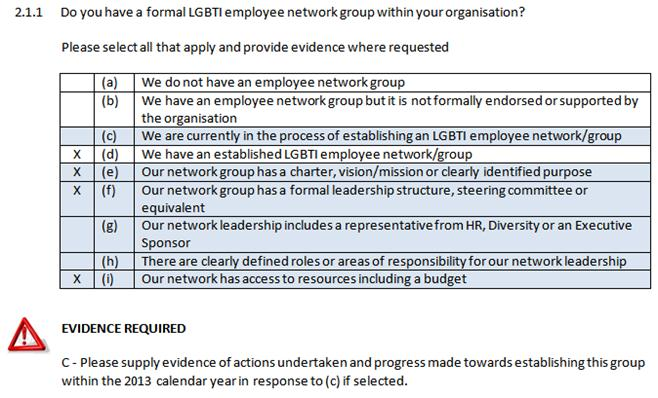 2.1.1 Do you have a formal LGBTI employee network group within your organisation?
Please select all that apply and provide evidence where requested
(a) We do not have an employee network group
(b) We have an employee network group but it is not formally endorsed or supported by
the organisation
(c) We are currently in the process of establishing an LGBTI employee network/group
X (d) We have an established LGBTI employee network/group
X (e) Our network group has a charter, vision/mission or clearly identified purpose
X (f) Our network group has a formal leadership structure, steering committee or
equivalent
(g) Our network leadership includes a representative from HR, Diversity or an Executive
Sponsor
(h) There are clearly defined roles or areas of responsibility for our network leadership
X (i) Our network has access to resources including a budget
EVIDENCE REQUIRED
C - Please supply evidence of actions undertaken and progress made towards establishing this group
within the 2013 calendar year in response to (c) if selected.